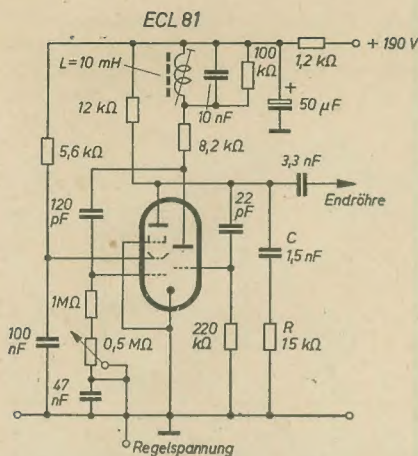 ECL 81
L = 10 mH
12 kΩ
10 nF
100 kΩ
1,2 kΩ
+ 190 V
+
50 µF
5,6 kΩ
8,2 kΩ
3,3 nF
Endröhre
120 pF
22 pF
C
1,5 nF
1MΩ
0,5 MΩ
100 nF
47 nF
220 kΩ
R
15 kΩ
Regelspannung